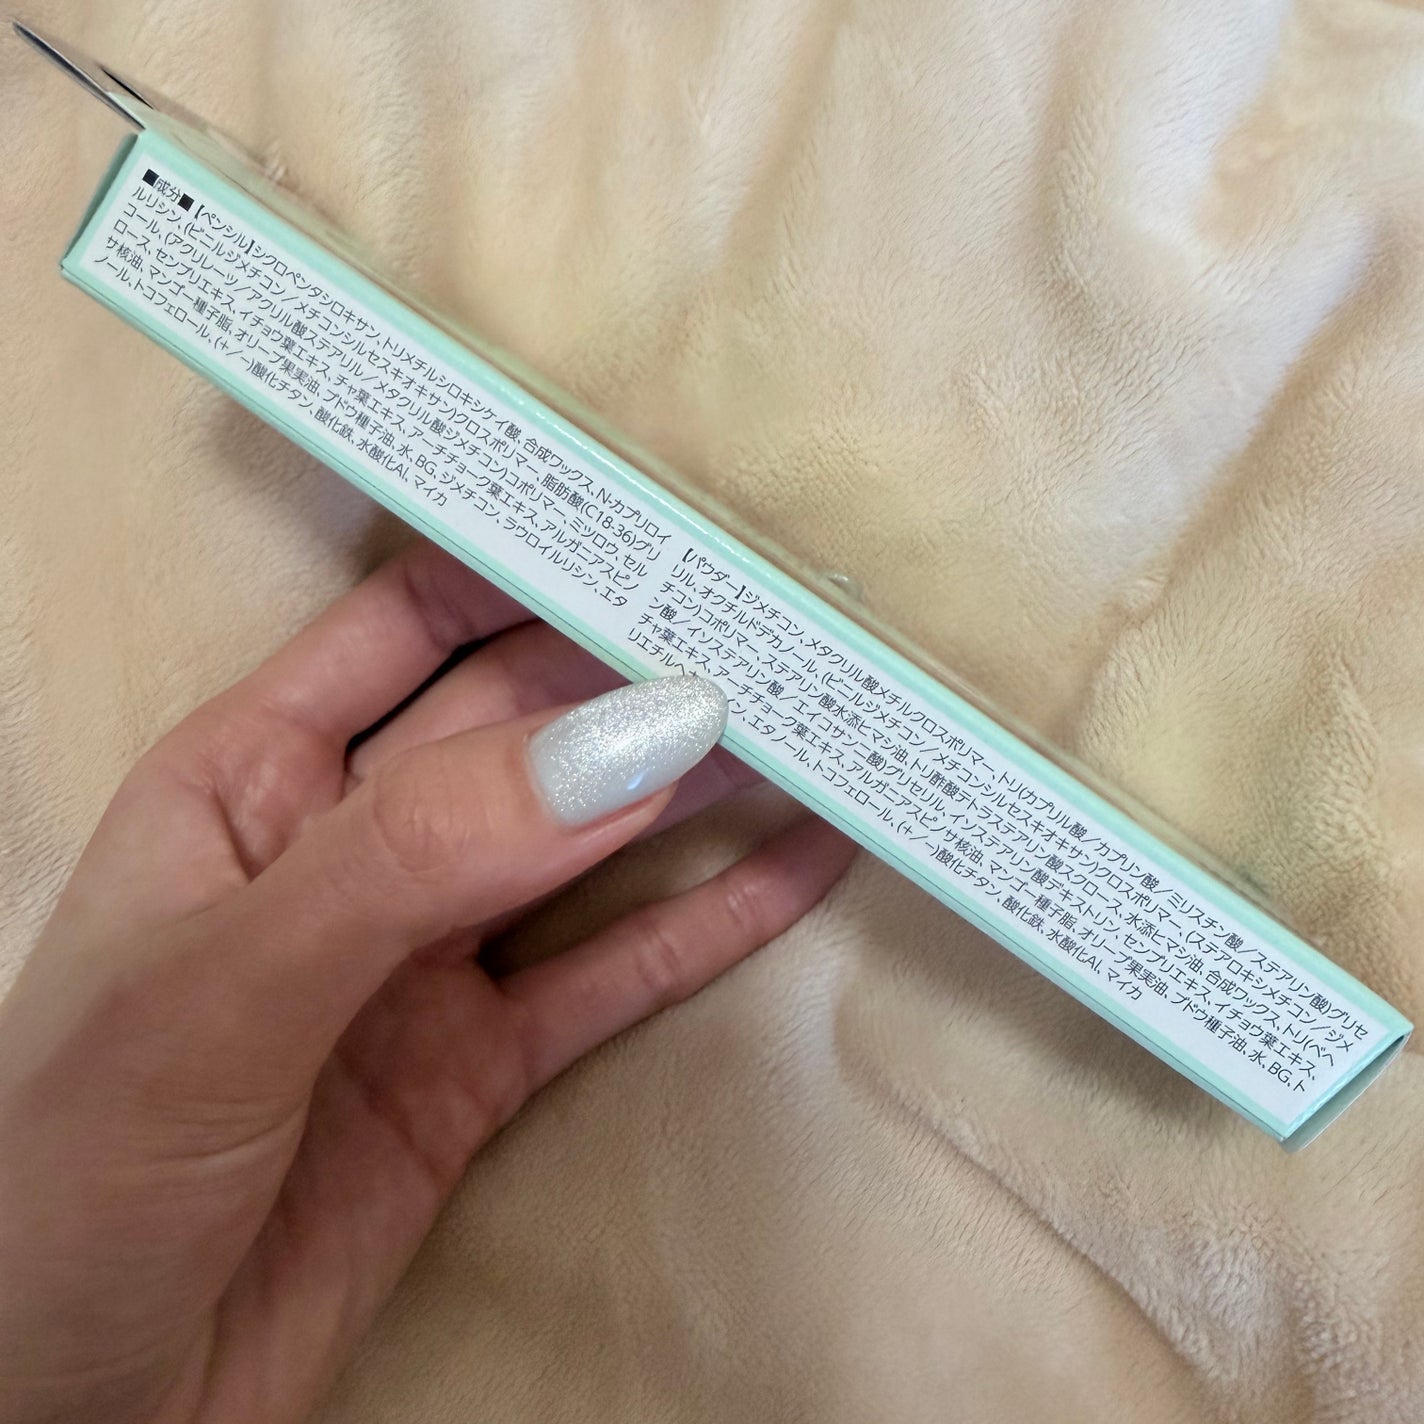 ■成分■【ペンシル】シクロペンタシロキサン、トリメチルシロキシケイ酸、合成ワックス、N-カプリロイ
ルリシン、(ビニルジメチコン／メチコンシルセスキオキサン)クロスポリマー、脂肪酸(C18-36)グリ
コール、(アクリレーツ／アクリル酸ステアリル／メタクリル酸ジメチコン)コポリマー、ミツロウ、セル
ロース、センブリエキス、イチョウ葉エキス、チャ葉エキス、アーチチョーク葉エキス、アルガニアスピノ
サ核油、マンゴー種子脂、オリーブ果実油、ブドウ種子油、水、BG、ジメチコン、ラウロイルリシン、エタ
ノール、トコフェロール、(+／-)酸化チタン、酸化鉄、水酸化Al、マイカ
【パウダー】ジメチコン、メタクリル酸メチルクロスポリマー、トリ(カプリル酸／カプリン酸／ミリスチン酸／ステアリン酸)グリセ
リル、オクチルドデカノール、(ビニルジメチコン／メチコンシルセスキオキサン)クロスポリマー、(ステアロキシメチコン／ジメ
チコン)コポリマー、ステアリン酸水添ヒマシ油、トリ酢酸テトラステアリン酸スクロース、水添ヒマシ油、合成ワックス、トリ(ベヘ
ン酸／イソステアリン酸／エイコサン二酸)グリセリル、イソステアリン酸デキストリン、センブリエキス、イチョウ葉エキス、
チャ葉エキス、アーチチョーク葉エキス、アルガニアスピノサ核油、マンゴー種子脂、オリーブ果実油、ブドウ種子油、水、BG、ト
リエチルヘキ ン、エタノール、トコフェロール、(+／-)酸化チタン、酸化鉄、水酸化Al、マイカ